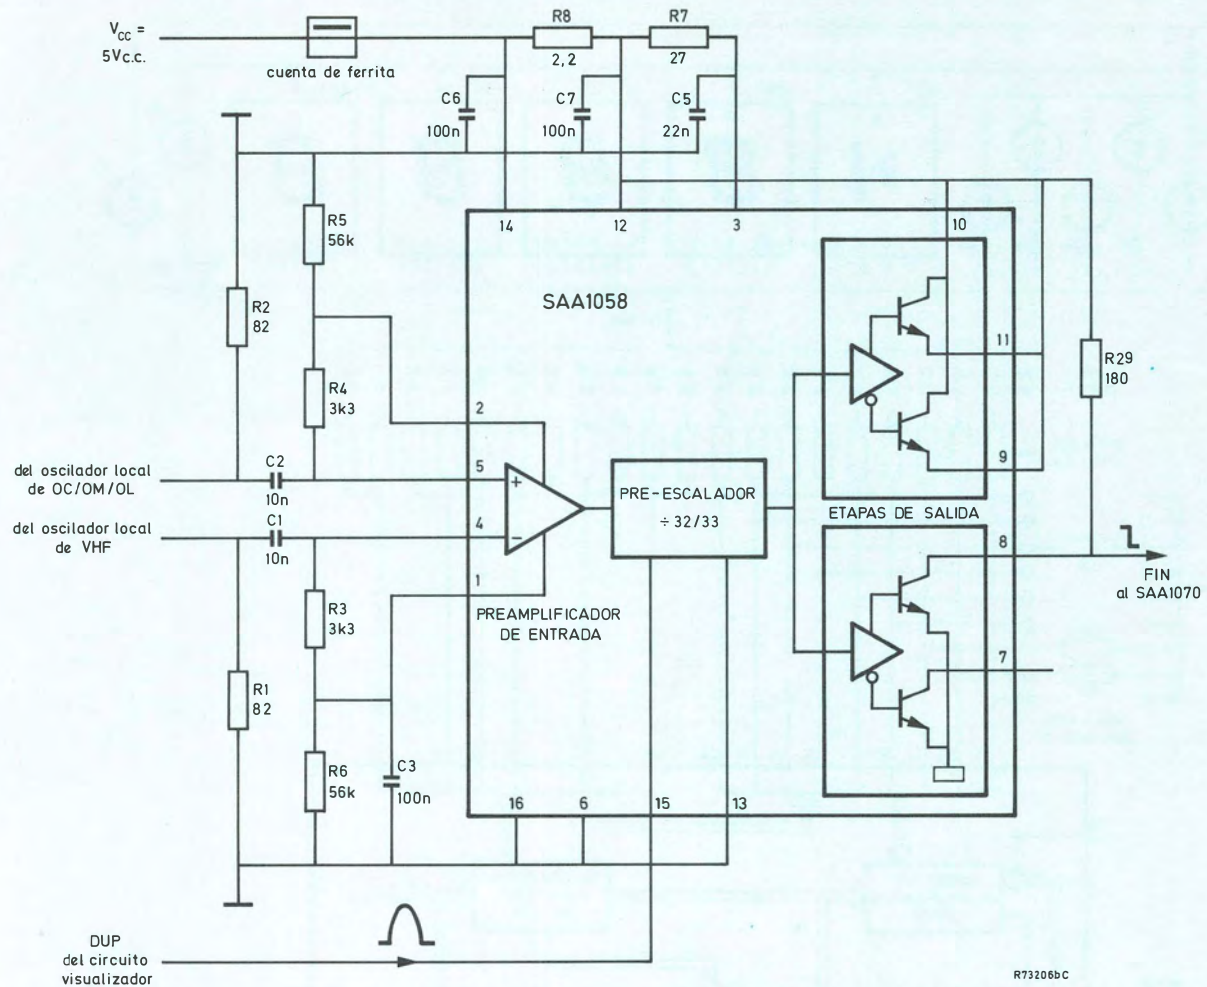 V_CC =
5Vc.c.
cuenta de ferrita
R8
2,2
R7
27
C6
100n
C7
100n
C5
22n
R5
56k
R2
82
R4
3k3
14
12
3
10
SAA1058
11
9
R29
180
2
5
+
4
−
1
del oscilador local
de OC/OM/OL
C2
10n
del oscilador local
de VHF
C1
10n
PRE-ESCALADOR
÷ 32/33
ETAPAS DE SALIDA
8
FIN
al SAA1070
7
PREAMPLIFICADOR
DE ENTRADA
R3
3k3
R1
82
R6
56k
C3
100n
16
6
15
13
DUP
del circuito
visualizador
R73206bC